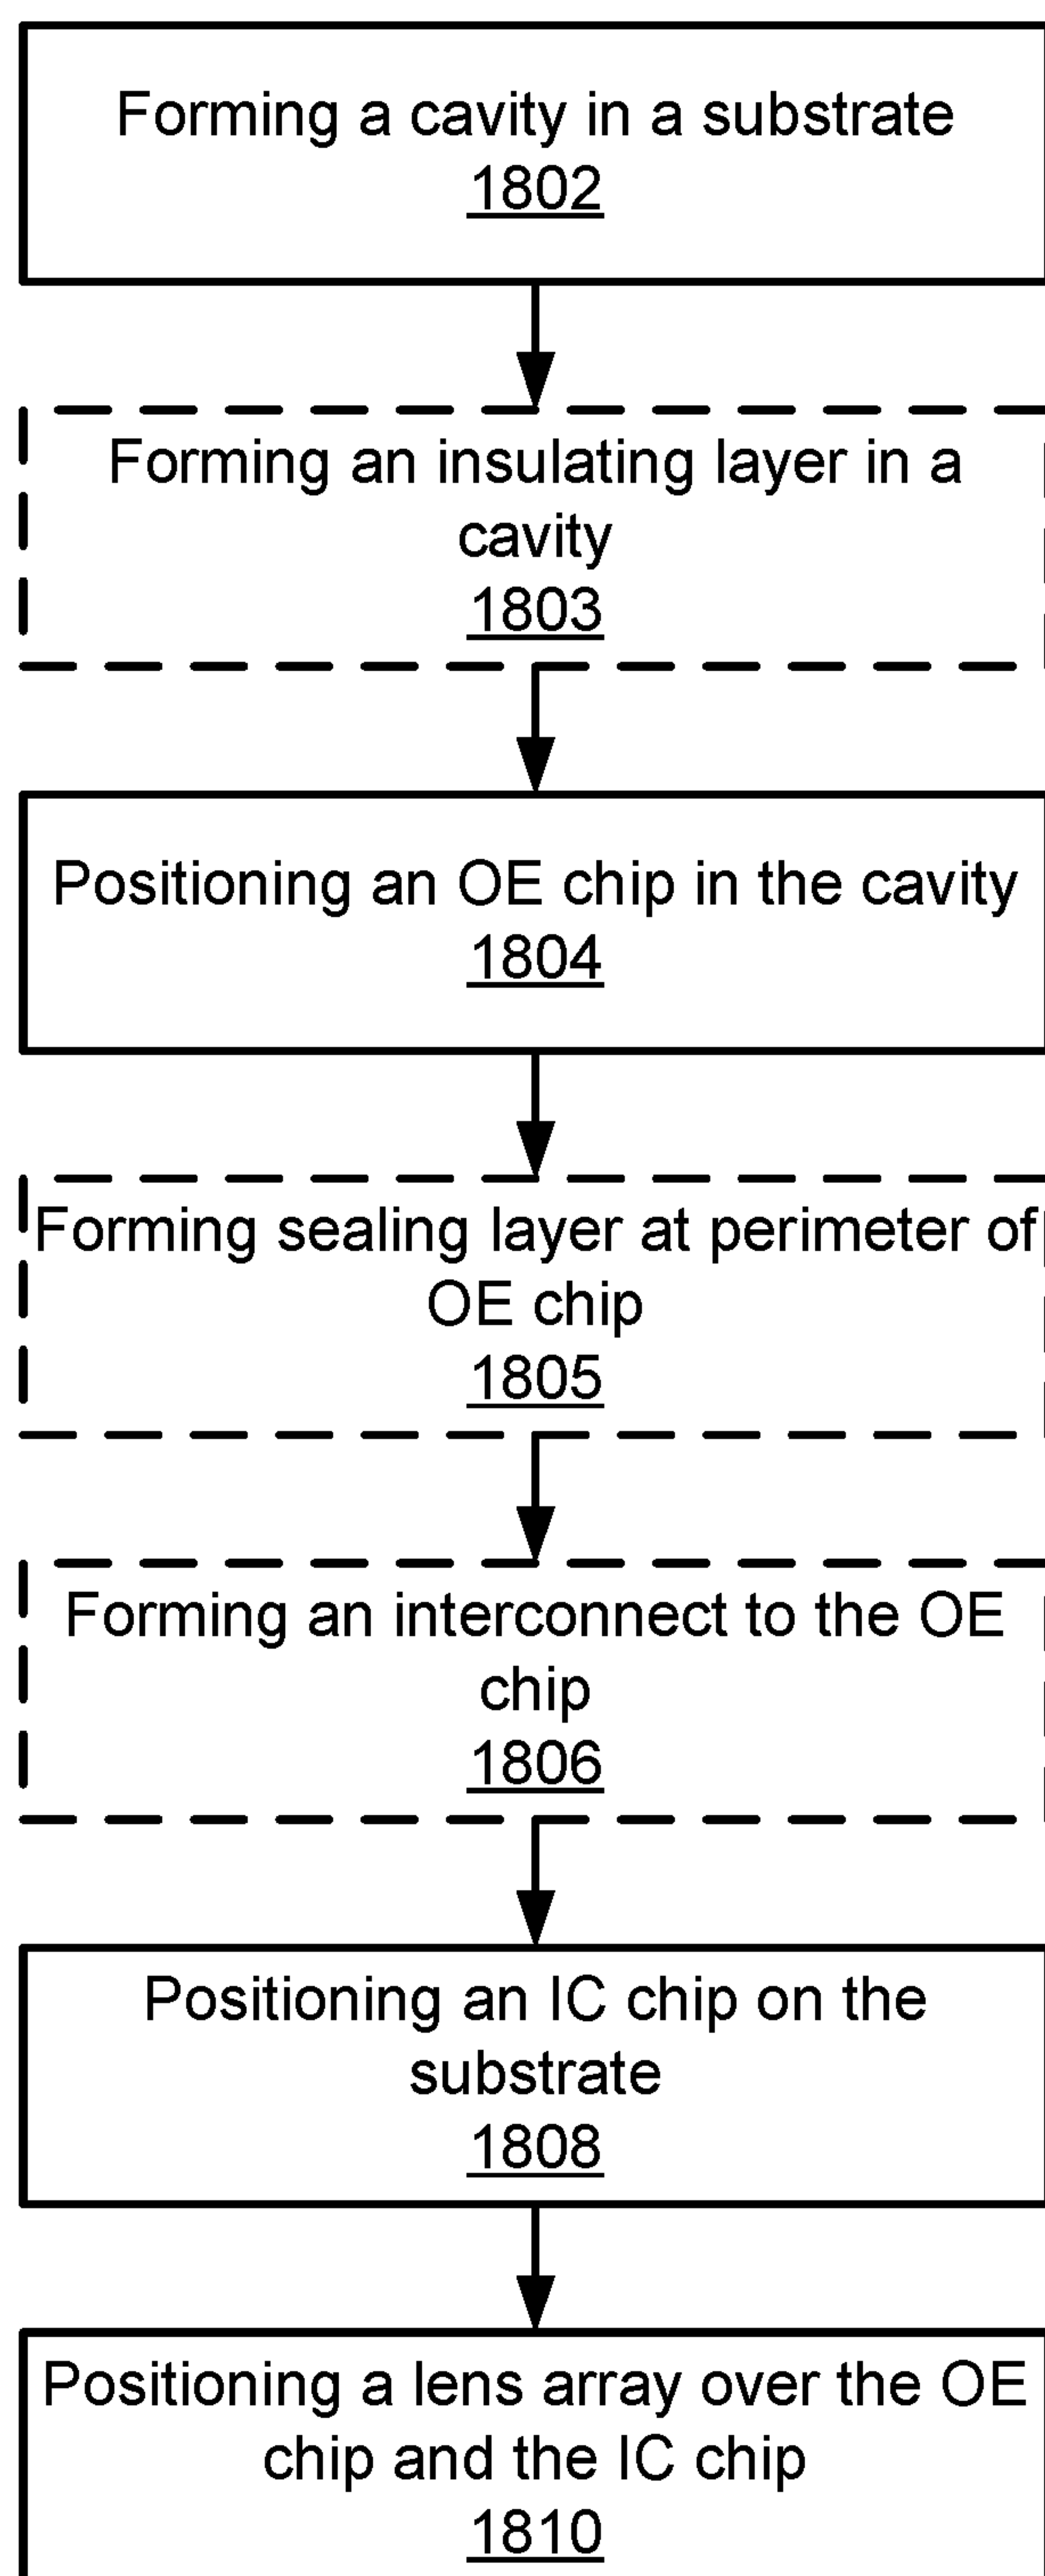 Forming a cavity in a substrate
1802
Forming an insulating layer in a
cavity
1803
Positioning an OE chip in the cavity
1804
Forming sealing layer at perimeter of
OE chip
1805
Forming an interconnect to the OE
chip
1806
Positioning an IC chip on the
substrate
1808
Positioning a lens array over the OE
chip and the IC chip
1810